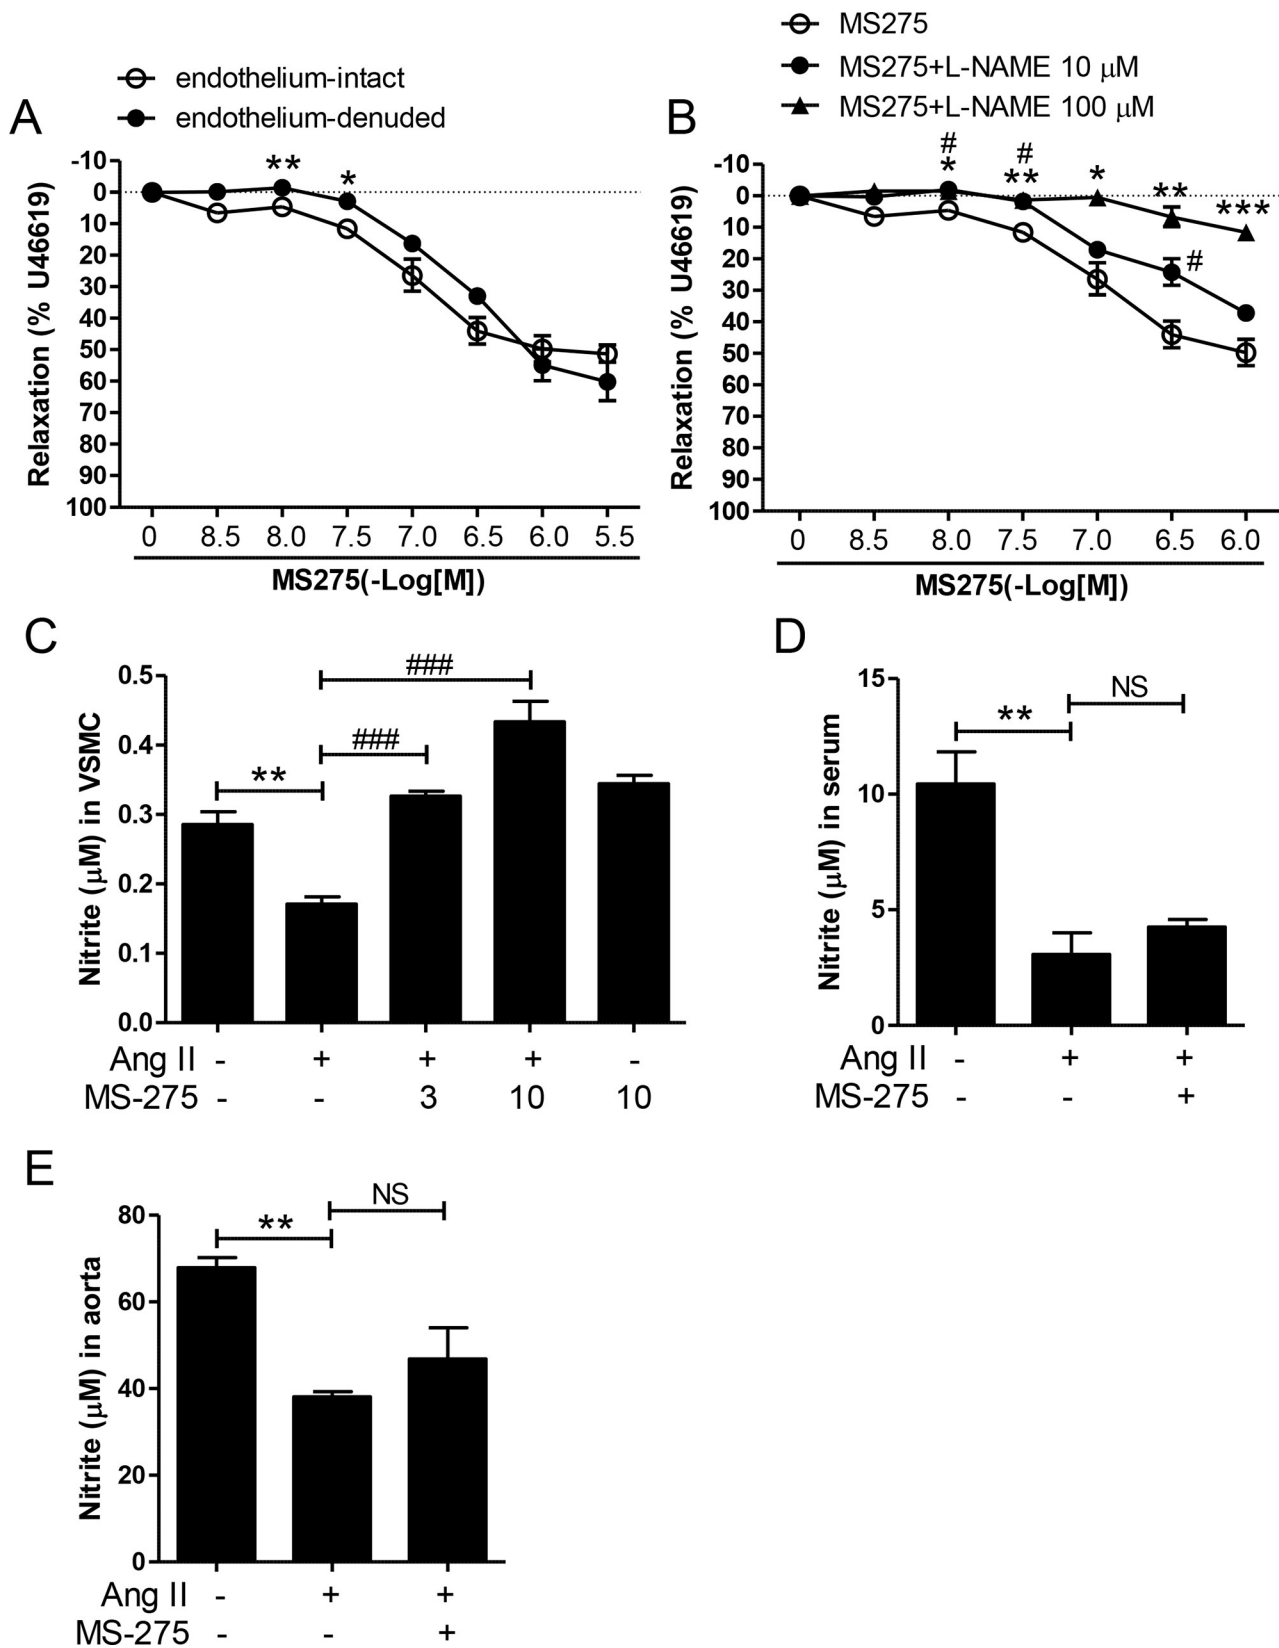 A
endothelium-intact
endothelium-denuded
-10
0
10
20
30
40
50
60
70
80
90
100
Relaxation (% U46619)
** *
0 8.5 8.0 7.5 7.0 6.5 6.0 5.5
MS275(-Log[M])
B
MS275
MS275+L-NAME 10 μM
MS275+L-NAME 100 μM
-10
0
10
20
30
40
50
60
70
80
90
100
Relaxation (% U46619)
# #
* ** * ** ***
#
0 8.5 8.0 7.5 7.0 6.5 6.0
MS275(-Log[M])
C
0.5
0.4
0.3
0.2
0.1
0.0
Nitrite (μM) in VSMC
###
###
**
Ang II - + + + -
MS-275 - - 3 10 10
D
15
10
5
0
Nitrite (μM) in serum
NS
**
Ang II - + +
MS-275 - - +
E
80
60
40
20
0
Nitrite (μM) in aorta
NS
**
Ang II - + +
MS-275 - - +